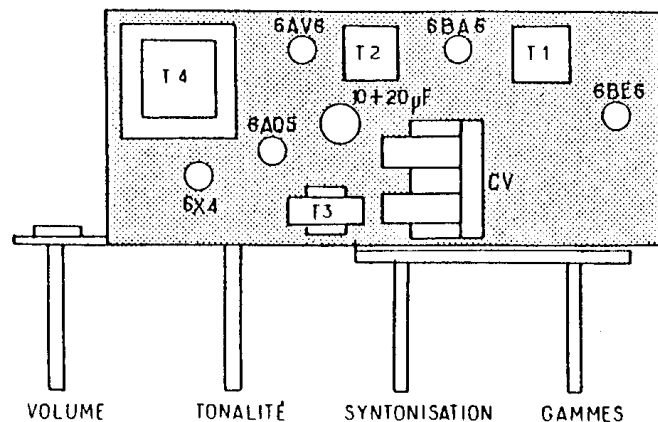 6AV6
T2
6BA6
T1
T4
10+20µF
6BE6
6AQ5
CV
6X4
T3
VOLUME
TONALITÉ
SYNTONISATION
GAMMES